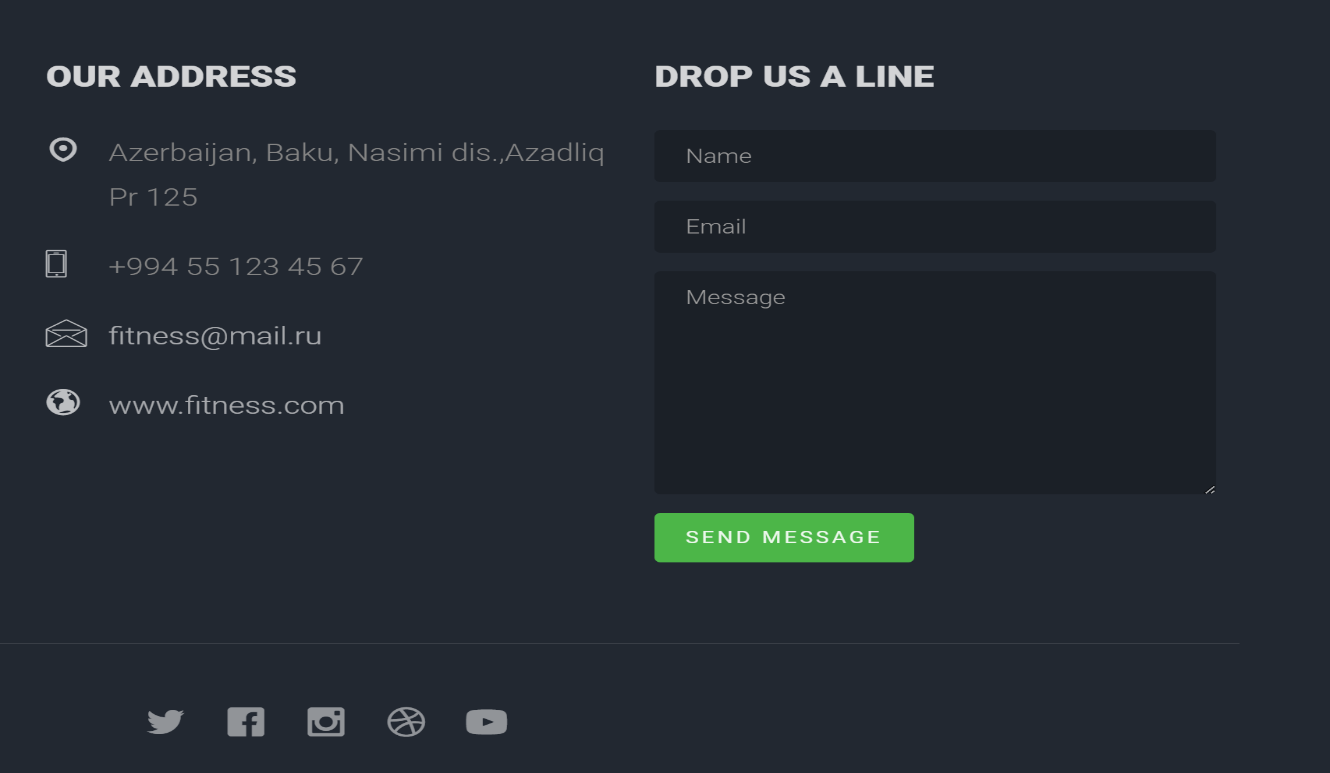 OUR ADDRESS
Azerbaijan, Baku, Nasimi dis.,Azadliq
Pr 125
+994 55 123 45 67
fitness@mail.ru
www.fitness.com
DROP US A LINE
Name
Email
Message
SEND MESSAGE